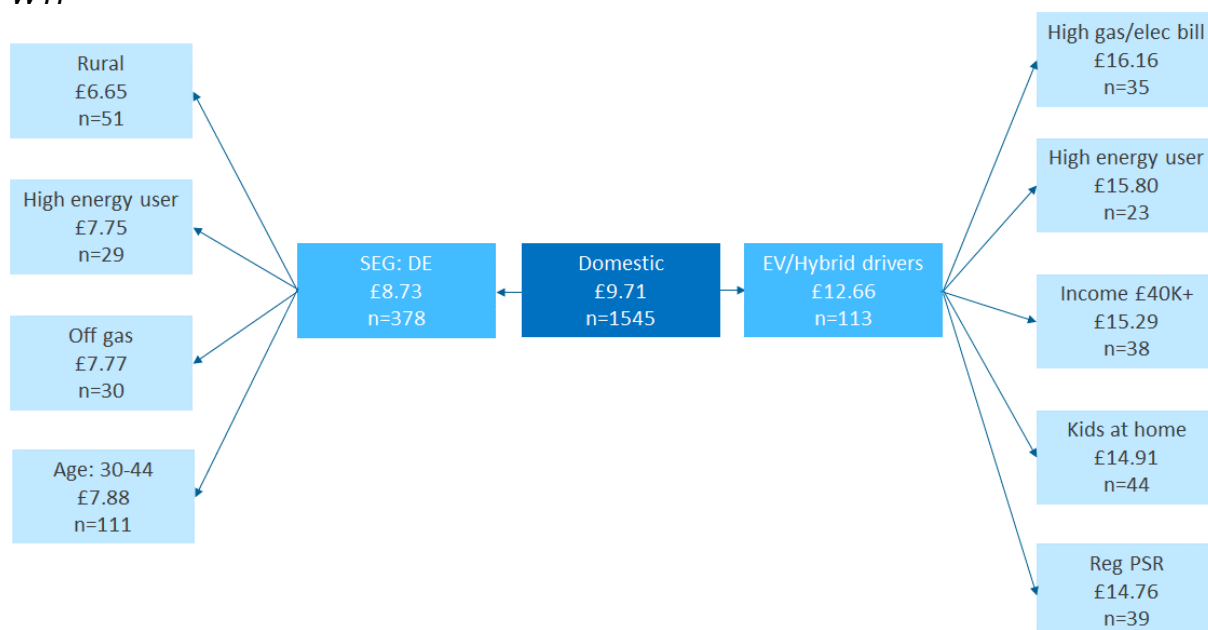 Rural
£6.65
n=51
High energy user
£7.75
n=29
Off gas
£7.77
n=30
Age: 30-44
£7.88
n=111
SEG: DE
£8.73
n=378
Domestic
£9.71
n=1545
EV/Hybrid drivers
£12.66
n=113
High gas/elec bill
£16.16
n=35
High energy user
£15.80
n=23
Income £40K+
£15.29
n=38
Kids at home
£14.91
n=44
Reg PSR
£14.76
n=39